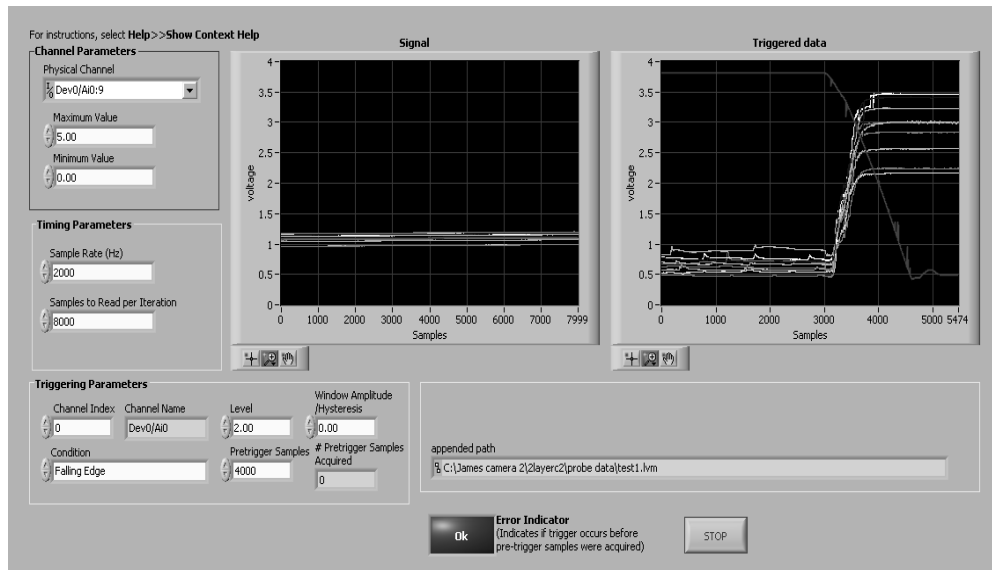 For instructions, select Help>>Show Context Help
Channel Parameters
Physical Channel
Dev0/Ai0:9
Maximum Value
5.00
Minimum Value
0.00
Timing Parameters
Sample Rate (Hz)
2000
Samples to Read per Iteration
8000
Signal
voltage
4
3.5
3
2.5
2
1.5
1
0.5
0
0 1000 2000 3000 4000 5000 6000 7000 7999
Samples
Triggered data
voltage
4
3.5
3
2.5
2
1.5
1
0.5
0
0 1000 2000 3000 4000 5000 5474
Samples
Triggering Parameters
Channel Index
0
Channel Name
Dev0/Ai0
Level
2.00
Window Amplitude
/Hysteresis
0.00
Condition
Falling Edge
Pretrigger Samples
4000
# Pretrigger Samples
Acquired
0
appended path
C:\James camera 2\2layerc2\probe data\test1.lvm
Ok
Error Indicator
(Indicates if trigger occurs before
pre-trigger samples were acquired)
STOP